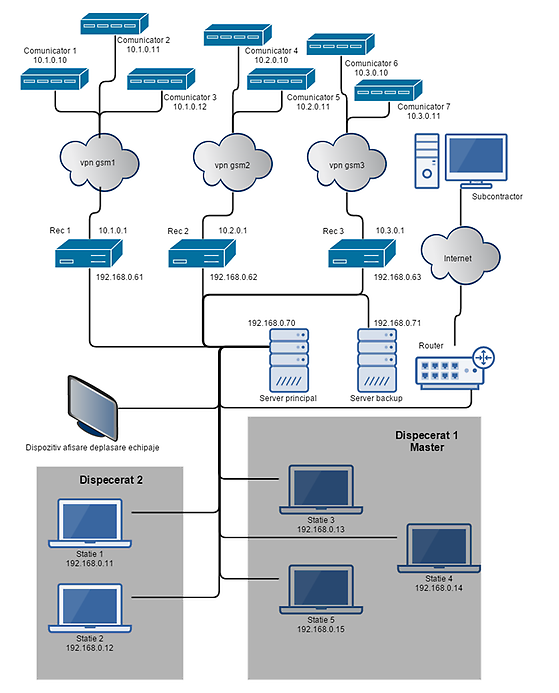 Comunicator 2
10.1.0.11
Comunicator 1
10.1.0.10
Comunicator 3
10.1.0.12
Comunicator 4
10.2.0.10
Comunicator 5
10.2.0.11
Comunicator 6
10.3.0.10
Comunicator 7
10.3.0.11
vpn gsm1
vpn gsm2
vpn gsm3
Subcontractor
Rec 1
10.1.0.1
192.168.0.61
Rec 2
10.2.0.1
192.168.0.62
Rec 3
10.3.0.1
192.168.0.63
Internet
192.168.0.70
Server principal
192.168.0.71
Server backup
Router
Dispozitiv afisare deplasare echipaje
Dispecerat 2
Statie 1
192.168.0.11
Statie 2
192.168.0.12
Dispecerat 1
Master
Statie 3
192.168.0.13
Statie 4
192.168.0.14
Statie 5
192.168.0.15